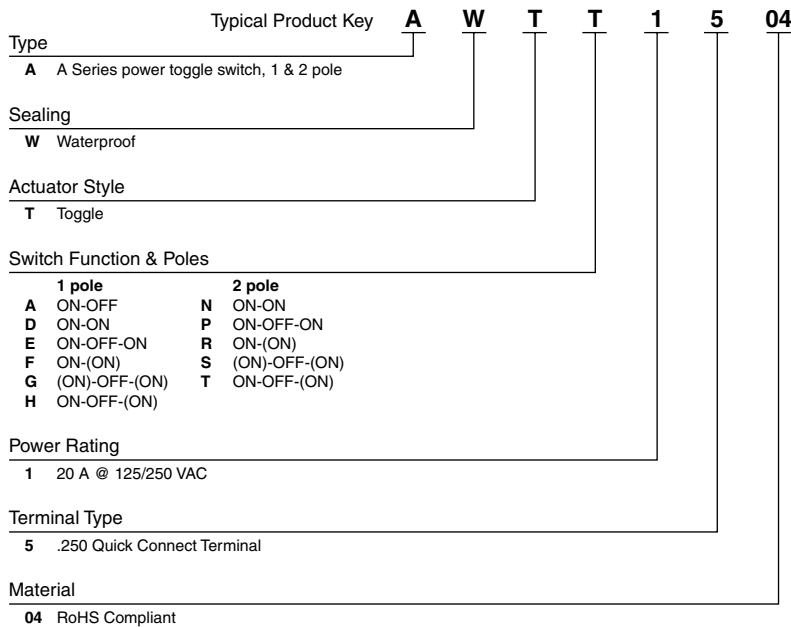 Typical Product Key A W T T 1 5 04
Type
A A Series power toggle switch, 1 & 2 pole
Sealing
W Waterproof
Actuator Style
T Toggle
Switch Function & Poles
1 pole 2 pole
A ON-OFF N ON-ON
D ON-ON P ON-OFF-ON
E ON-OFF-ON R ON-(ON)
F ON-(ON) S (ON)-OFF-(ON)
G (ON)-OFF-(ON) T ON-OFF-(ON)
H ON-OFF-(ON)
Power Rating
1 20 A @ 125/250 VAC
Terminal Type
5 .250 Quick Connect Terminal
Material
04 RoHS Compliant